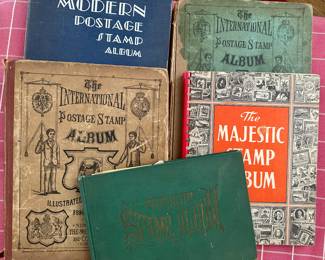 MODERN
POSTAGE
STAMP
ALBUM
The
INTERNATIONAL
POSTAGE STAMP
ALBUM
The
INTERNATIONAL
POSTAGE STAMP
ALBUM
ILLUSTRATED
The
MAJESTIC
STAMP
ALBUM
STAMP ALBUM